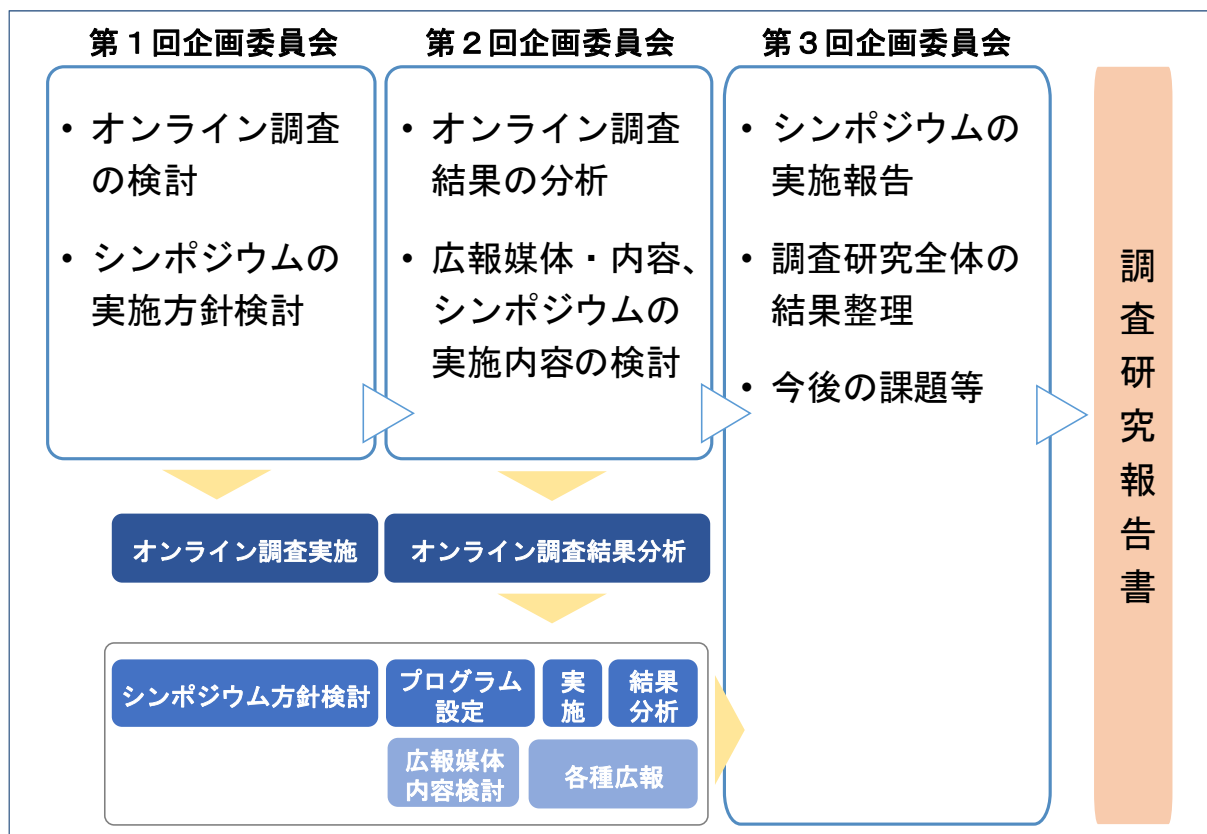 第１回企画委員会
・オンライン調査
の検討
・シンポジウムの
実施方針検討
第２回企画委員会
・オンライン調査
結果の分析
・広報媒体・内容、
シンポジウムの
実施内容の検討
第３回企画委員会
・シンポジウムの
実施報告
・調査研究全体の
結果整理
・今後の課題等
調査研究報告書
オンライン調査実施
オンライン調査結果分析
シンポジウム方針検討
プログラム
設定
実
施
結果
分析
広報媒体
内容検討
各種広報